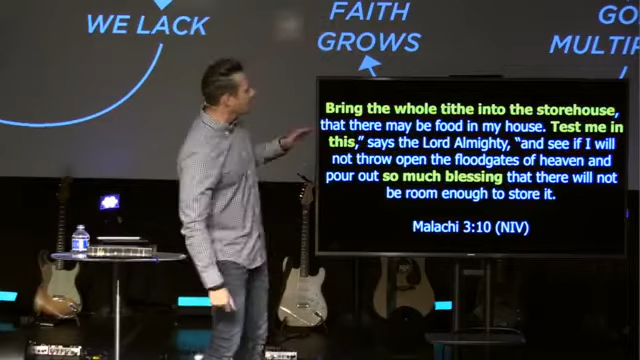 WE LACK
FAITH
GROWS
GO
MULTIP
Bring the whole tithe into the storehouse,
that there may be food in my house. Test me in
this,” says the Lord Almighty, “and see if I will
not throw open the floodgates of heaven and
pour out so much blessing that there will not
be room enough to store it.
Malachi 3:10 (NIV)